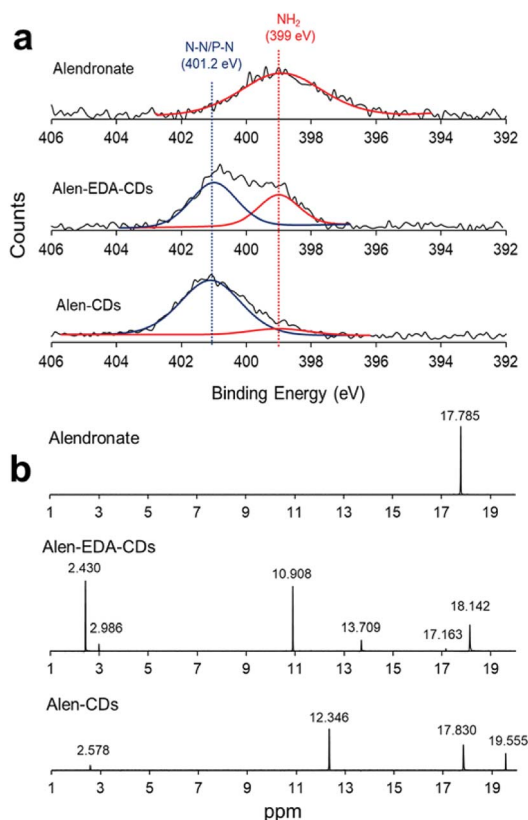 a
N-N/P-N
(401.2 eV)
NH₂
(399 eV)
Alendronate
406 404 402 400 398 396 394 392
Alen-EDA-CDs
406 404 402 400 398 396 394 392
Alen-CDs
406 404 402 400 398 396 394 392
Counts
Binding Energy (eV)
b
Alendronate
17.785
1 3 5 7 9 11 13 15 17 19
Alen-EDA-CDs
2.430
2.986
10.908
13.709
17.163
18.142
1 3 5 7 9 11 13 15 17 19
Alen-CDs
2.578
12.346
17.830
19.555
1 3 5 7 9 11 13 15 17 19
ppm